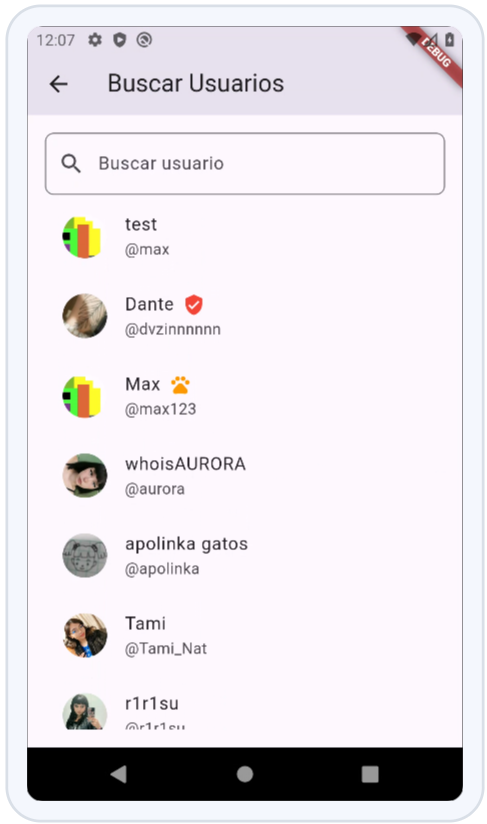 12:07
DEBUG
Buscar Usuarios
Buscar usuario
test
@max
Dante
@dvzinnnnnn
Max
@max123
whoisAURORA
@aurora
apolinka gatos
@apolinka
Tami
@Tami_Nat
r1r1su
@r1r1su